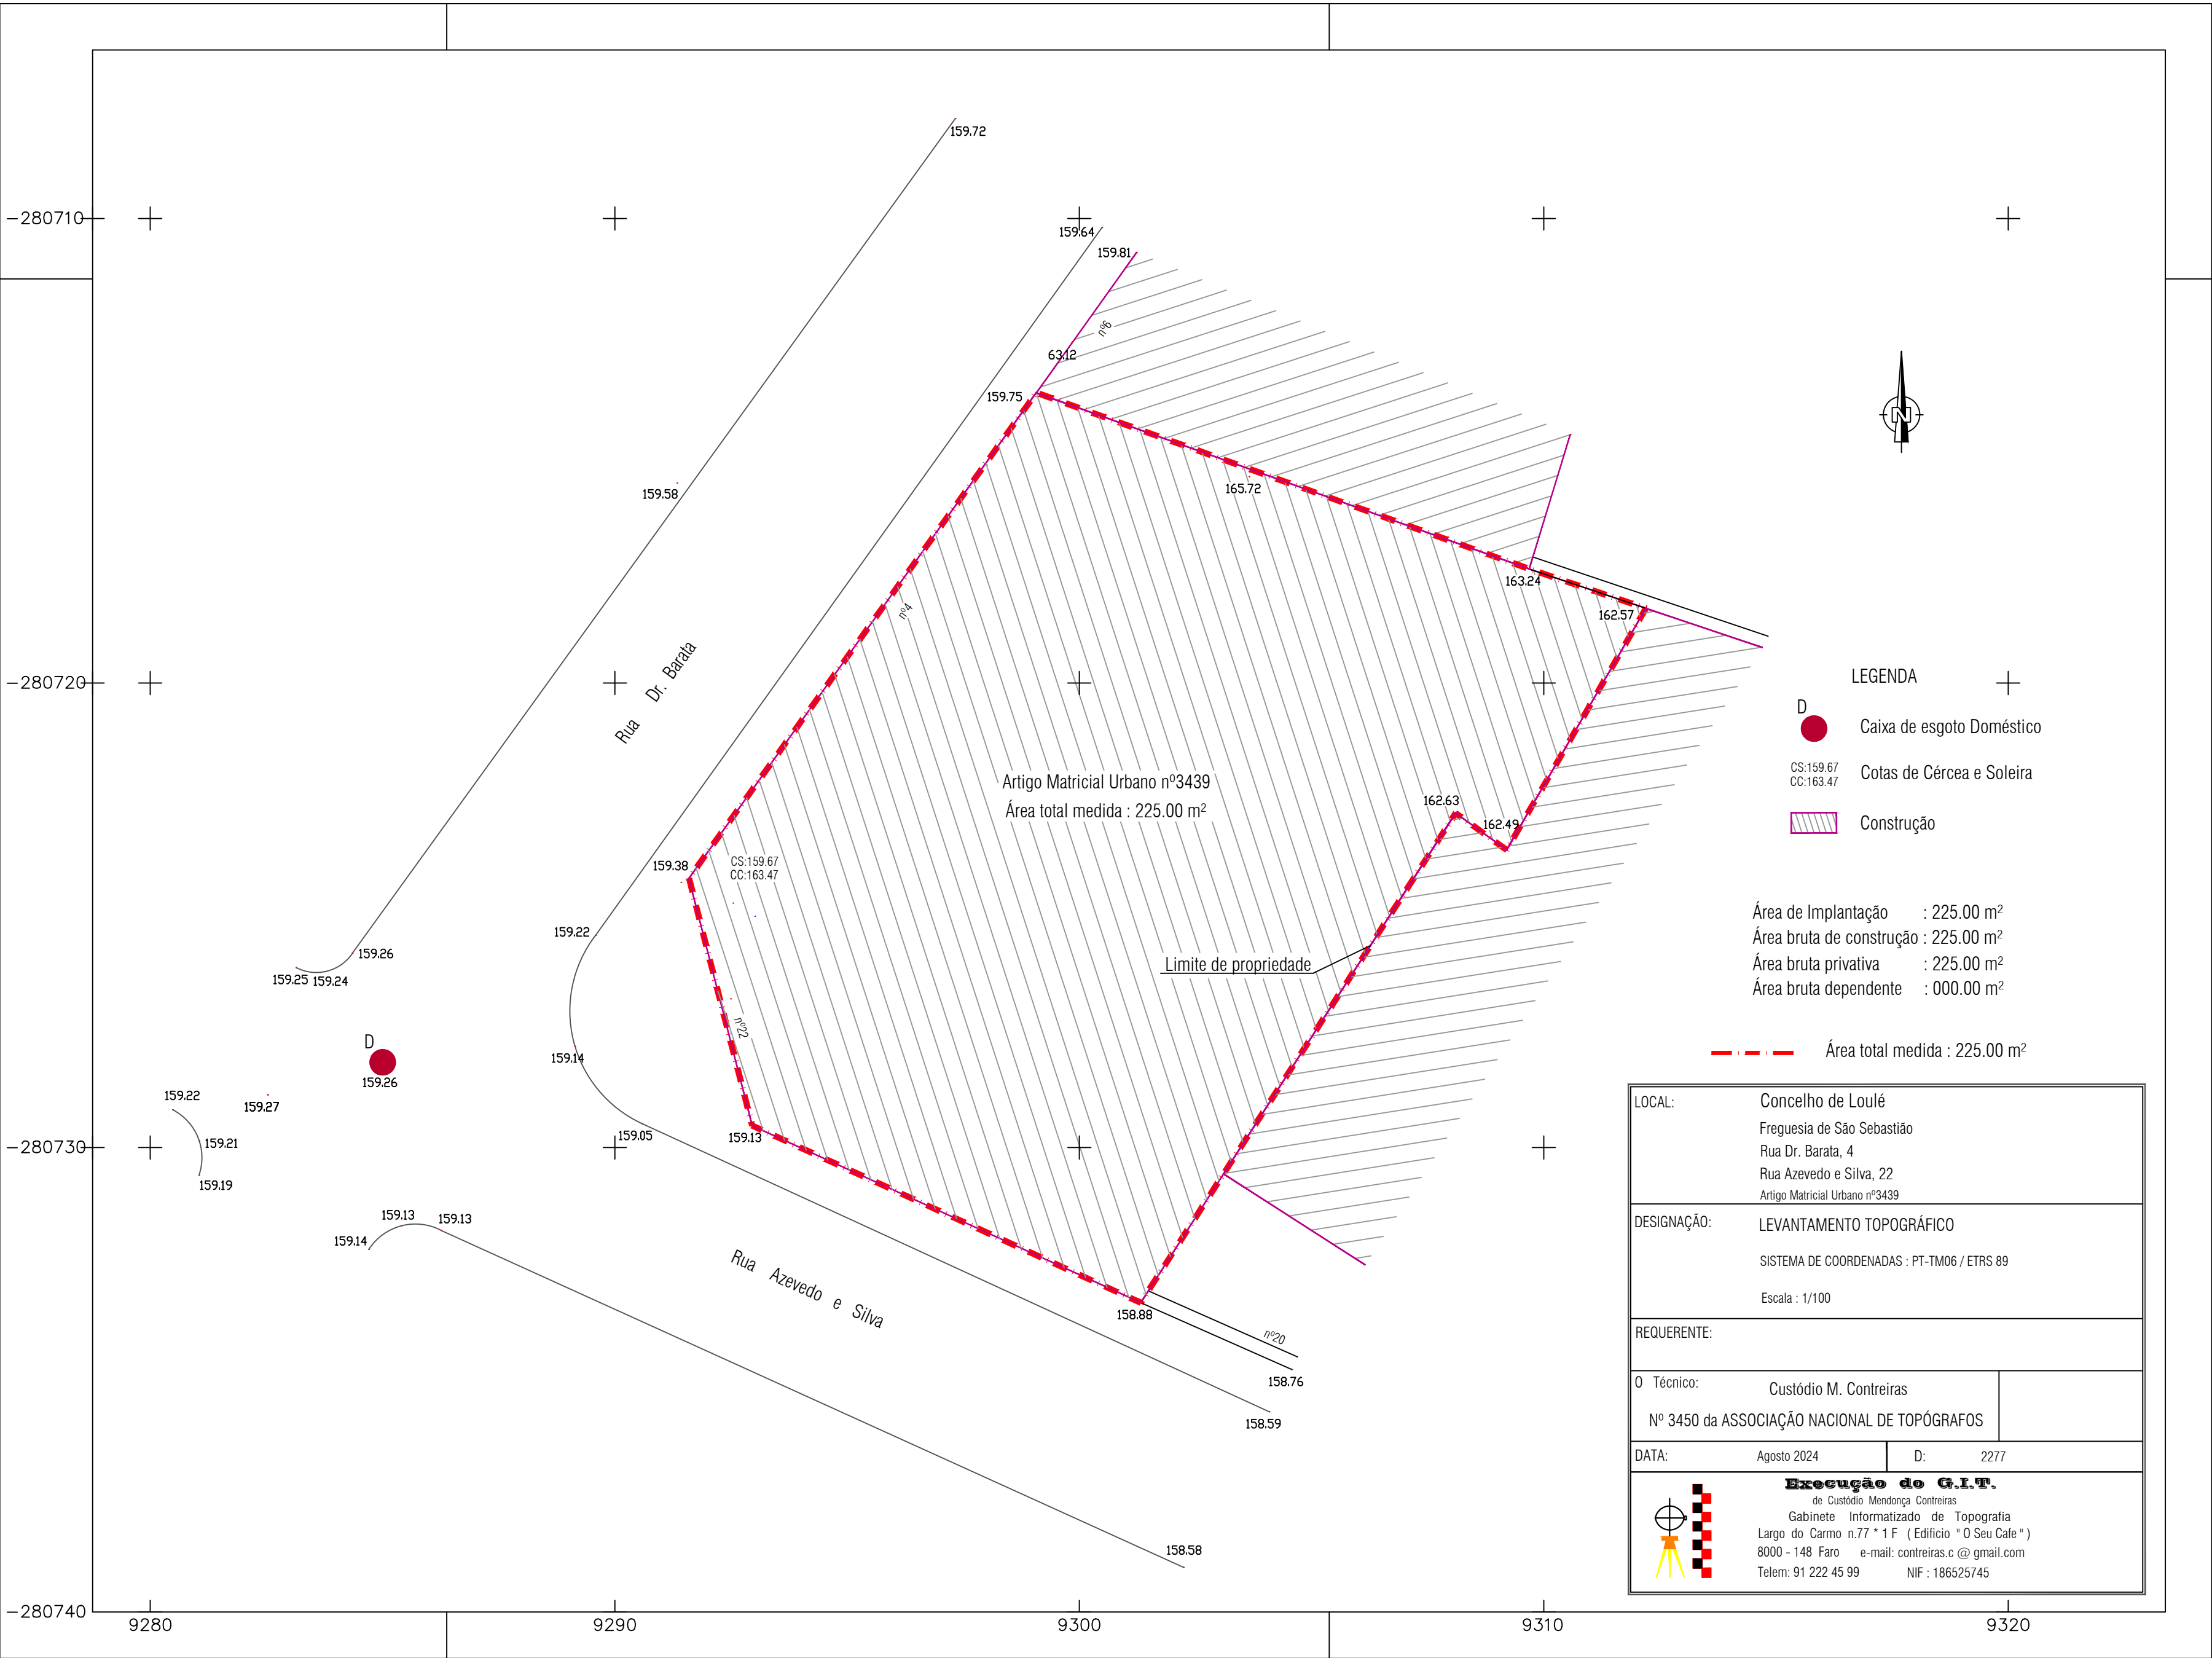 159.72
-280710
159.64
159.81
nº6
63.12
159.75
159.58
165.72
163.24
162.57
nº4
Rua Dr. Barata
-280720
LEGENDA
D
Caixa de esgoto Doméstico
CS:159.67
CC:163.47
Cotas de Cércea e Soleira
Construção
Artigo Matricial Urbano nº3439
Área total medida : 225.00 m²
162.63
162.49
159.38
CS:159.67
CC:163.47
159.22
159.26
159.25 159.24
Limite de propriedade
Área de Implantação : 225.00 m²
Área bruta de construção : 225.00 m²
Área bruta privativa : 225.00 m²
Área bruta dependente : 000.00 m²
Área total medida : 225.00 m²
nº22
D
159.26
159.14
159.22
159.27
159.21
159.19
159.05
159.13
-280730
159.13
159.13
159.14
Rua Azevedo e Silva
158.88
nº20
158.76
158.59
158.58
LOCAL:
Concelho de Loulé
Freguesia de São Sebastião
Rua Dr. Barata, 4
Rua Azevedo e Silva, 22
Artigo Matricial Urbano nº3439
DESIGNAÇÃO:
LEVANTAMENTO TOPOGRÁFICO
SISTEMA DE COORDENADAS : PT-TM06 / ETRS 89
Escala : 1/100
REQUERENTE:
O Técnico:
Custódio M. Contreiras
Nº 3450 da ASSOCIAÇÃO NACIONAL DE TOPÓGRAFOS
DATA: Agosto 2024 D: 2277
Execução do G.I.T.
de Custódio Mendonça Contreiras
Gabinete Informatizado de Topografia
Largo do Carmo n.77 * 1 F ( Edificio " O Seu Cafe " )
8000 - 148 Faro e-mail: contreiras.c @ gmail.com
Telem: 91 222 45 99 NIF : 186525745
N
-280740
9280 9290 9300 9310 9320